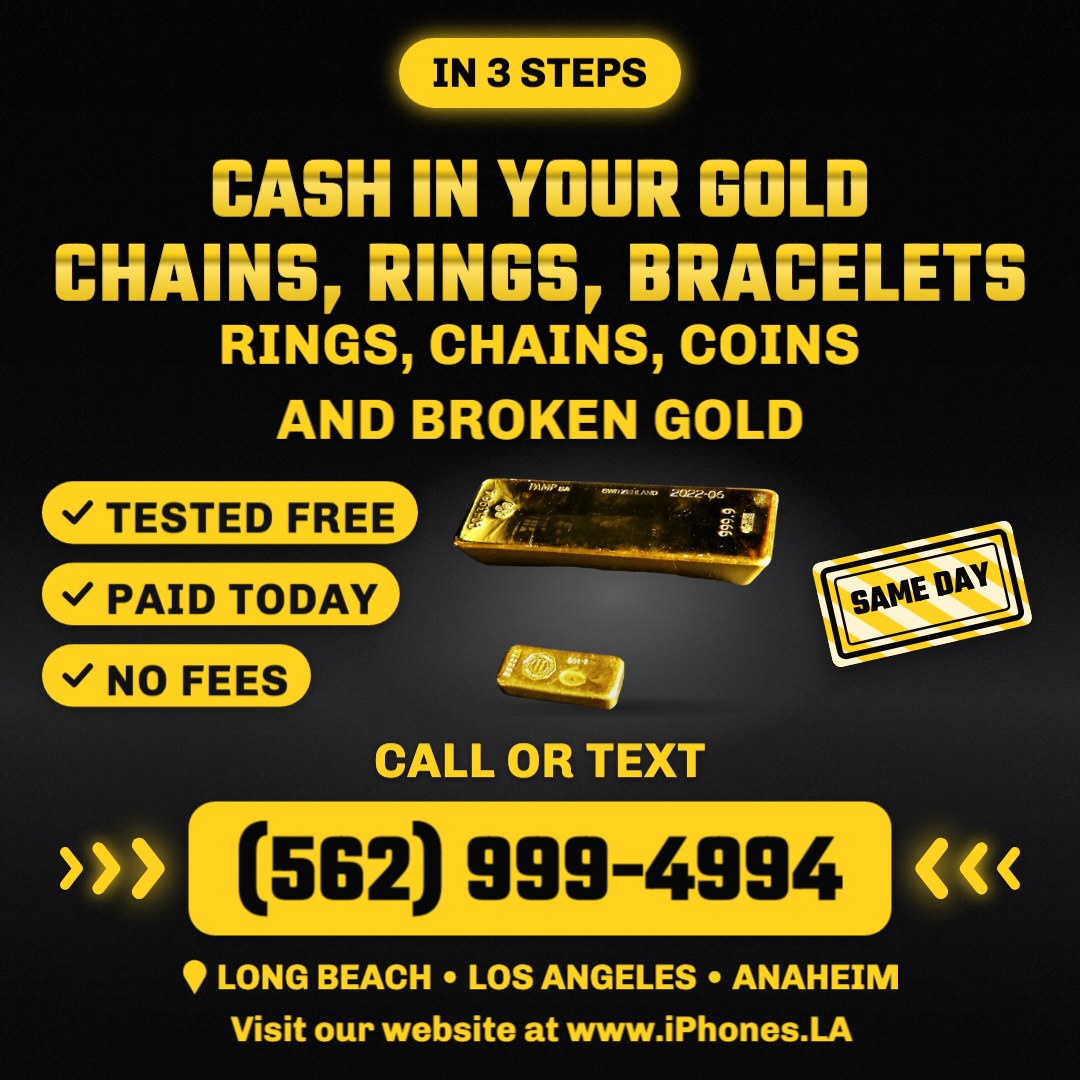 IN 3 STEPS
CASH IN YOUR GOLD
CHAINS, RINGS, BRACELETS
RINGS, CHAINS, COINS
AND BROKEN GOLD
TESTED FREE
PAID TODAY
NO FEES
PAMP SA SWITZERLAND 2022-06
999.9
SAME DAY
CALL OR TEXT
(562) 999-4994
LONG BEACH • LOS ANGELES • ANAHEIM
Visit our website at www.iPhones.LA